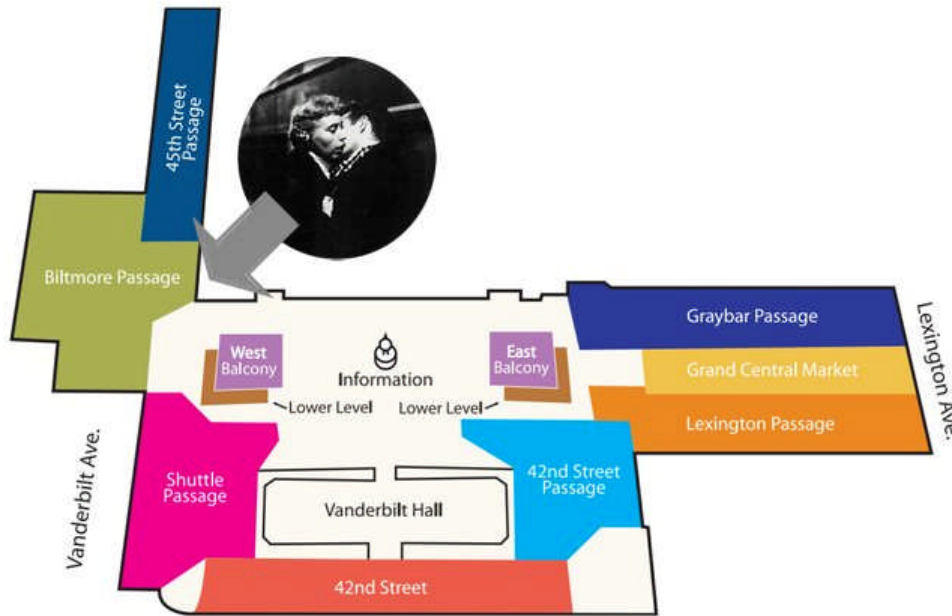 45th Street
Passage
Biltmore Passage
Graybar Passage
Lexington Ave.
West
Balcony
East
Balcony
Information
Grand Central Market
Lower Level
Lower Level
Lexington Passage
Vanderbilt Ave.
Shuttle
Passage
42nd Street
Passage
Vanderbilt Hall
42nd Street